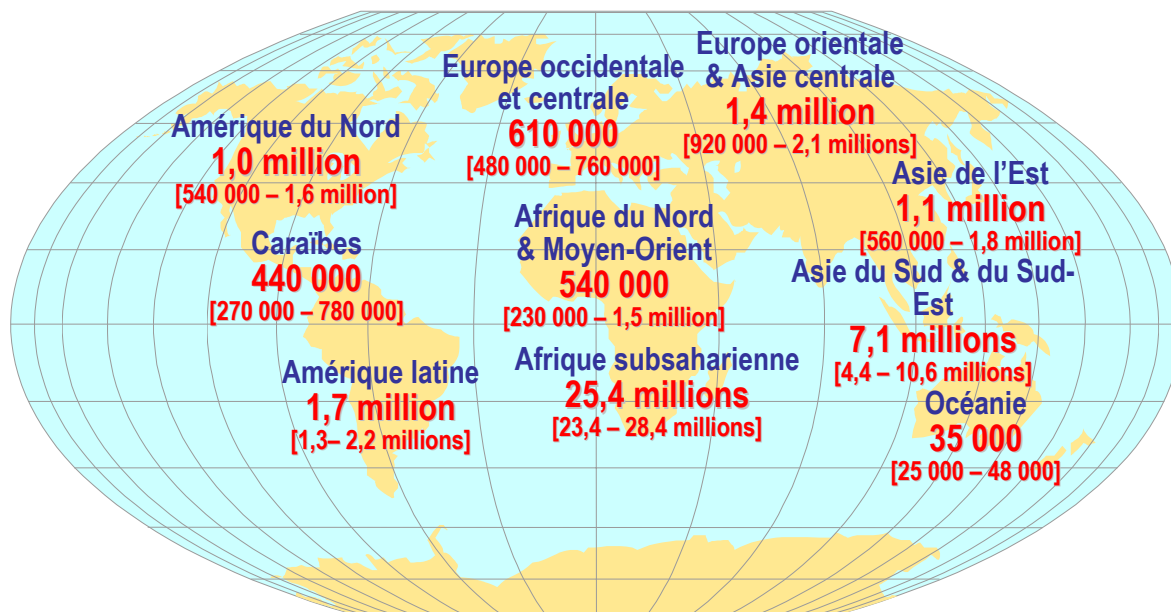 Amérique du Nord
1,0 million
[540 000 – 1,6 million]
Caraïbes
440 000
[270 000 – 780 000]
Amérique latine
1,7 million
[1,3– 2,2 millions]
Europe occidentale
et centrale
610 000
[480 000 – 760 000]
Afrique du Nord
& Moyen-Orient
540 000
[230 000 – 1,5 million]
Afrique subsaharienne
25,4 millions
[23,4 – 28,4 millions]
Europe orientale
& Asie centrale
1,4 million
[920 000 – 2,1 millions]
Asie de l’Est
1,1 million
[560 000 – 1,8 million]
Asie du Sud & du Sud-
Est
7,1 millions
[4,4 – 10,6 millions]
Océanie
35 000
[25 000 – 48 000]